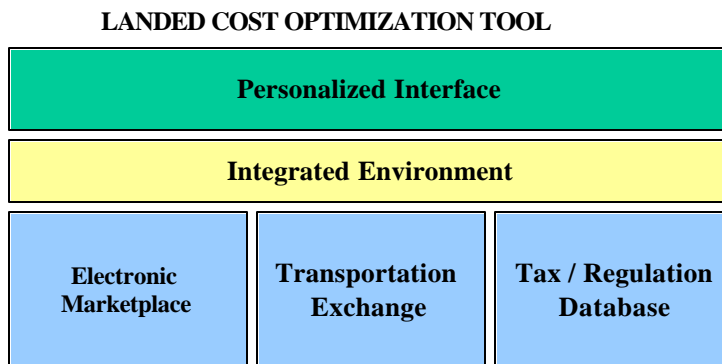 LANDED COST OPTIMIZATION TOOL
Personalized Interface
Integrated Environment
Electronic
Marketplace
Transportation
Exchange
Tax / Regulation
Database